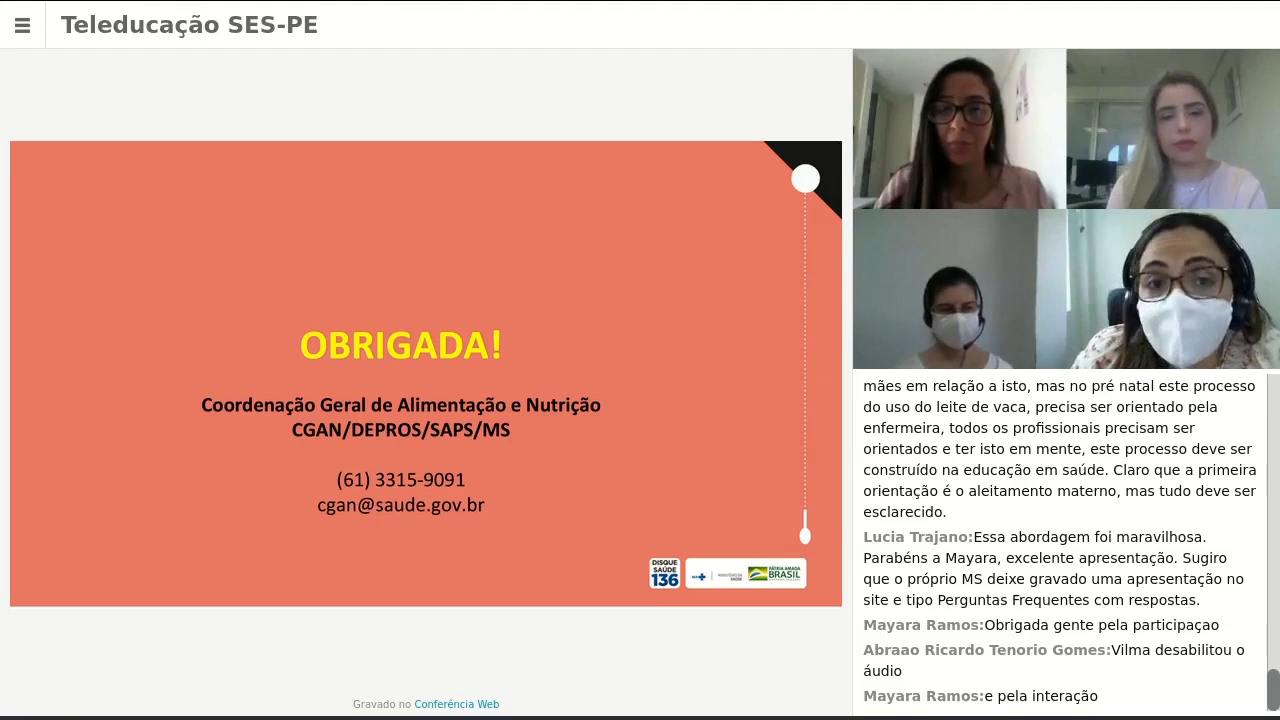 Teleducação SES-PE
OBRIGADA!
Coordenação Geral de Alimentação e Nutrição
CGAN/DEPROS/SAPS/MS
(61) 3315-9091
cgan@saude.gov.br
DISQUE
SAÚDE
136
PÁTRIA AMADA
BRASIL
Gravado no Conferência Web
mães em relação a isto, mas no pré natal este processo
do uso do leite de vaca, precisa ser orientado pela
enfermeira, todos os profissionais precisam ser
orientados e ter isto em mente, este processo deve ser
construído na educação em saúde. Claro que a primeira
orientação é o aleitamento materno, mas tudo deve ser
esclarecido.
Lucia Trajano:Essa abordagem foi maravilhosa.
Parabéns a Mayara, excelente apresentação. Sugiro
que o próprio MS deixe gravado uma apresentação no
site e tipo Perguntas Frequentes com respostas.
Mayara Ramos:Obrigada gente pela participaçao
Abraao Ricardo Tenorio Gomes:Vilma desabilitou o
áudio
Mayara Ramos:e pela interação